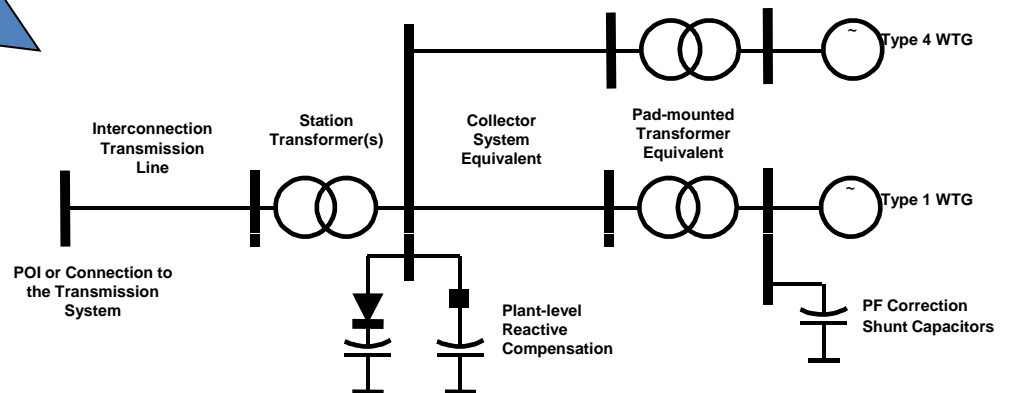 ~
Type 4 WTG
Interconnection
Transmission
Line
Station
Transformer(s)
Collector
System
Equivalent
Pad-mounted
Transformer
Equivalent
~
Type 1 WTG
POI or Connection to
the Transmission
System
Plant-level
Reactive
Compensation
PF Correction
Shunt Capacitors